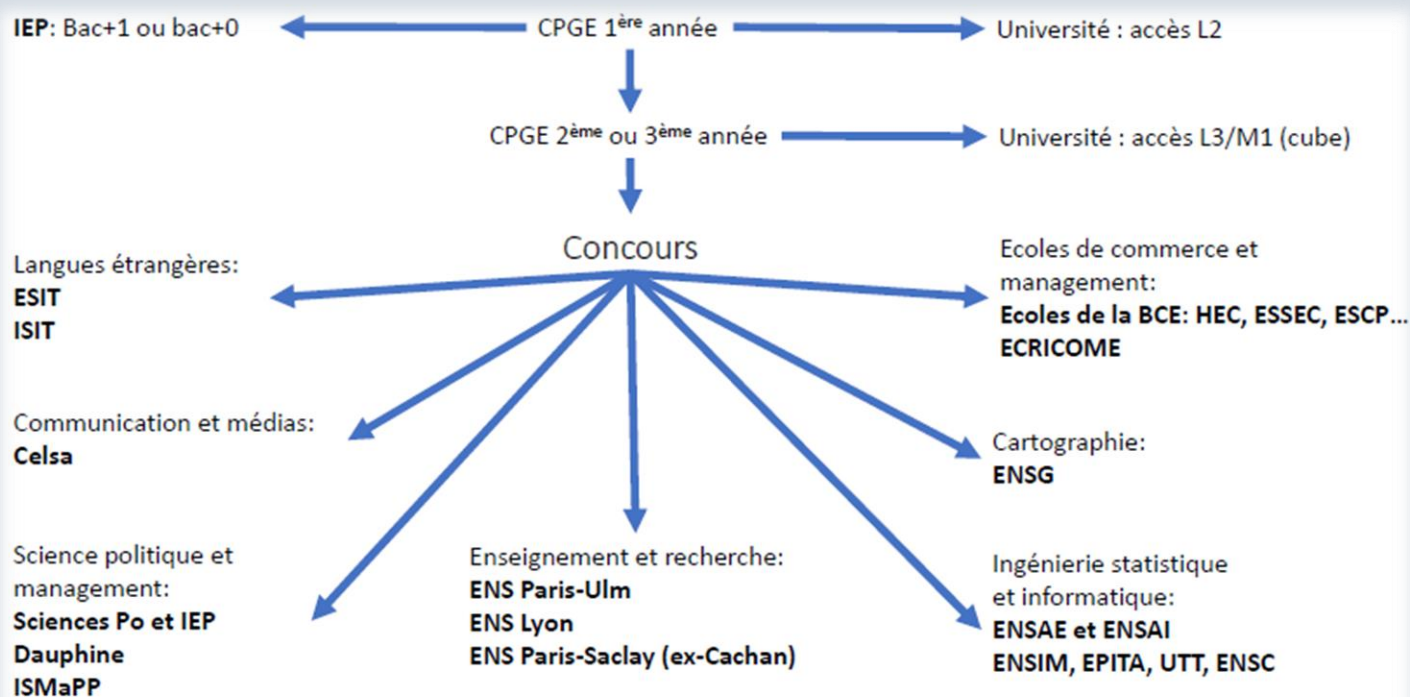 IEP: Bac+1 ou bac+0
CPGE 1ère année
Université : accès L2
CPGE 2ème ou 3ème année
Université : accès L3/M1 (cube)
Concours
Langues étrangères:
ESIT
ISIT
Ecoles de commerce et
management:
Ecoles de la BCE: HEC, ESSEC, ESCP...
ECRICOME
Communication et médias:
Celsa
Cartographie:
ENSG
Science politique et
management:
Sciences Po et IEP
Dauphine
ISMaPP
Enseignement et recherche:
ENS Paris-Ulm
ENS Lyon
ENS Paris-Saclay (ex-Cachan)
Ingénierie statistique
et informatique:
ENSAE et ENSAI
ENSIM, EPITA, UTT, ENSC